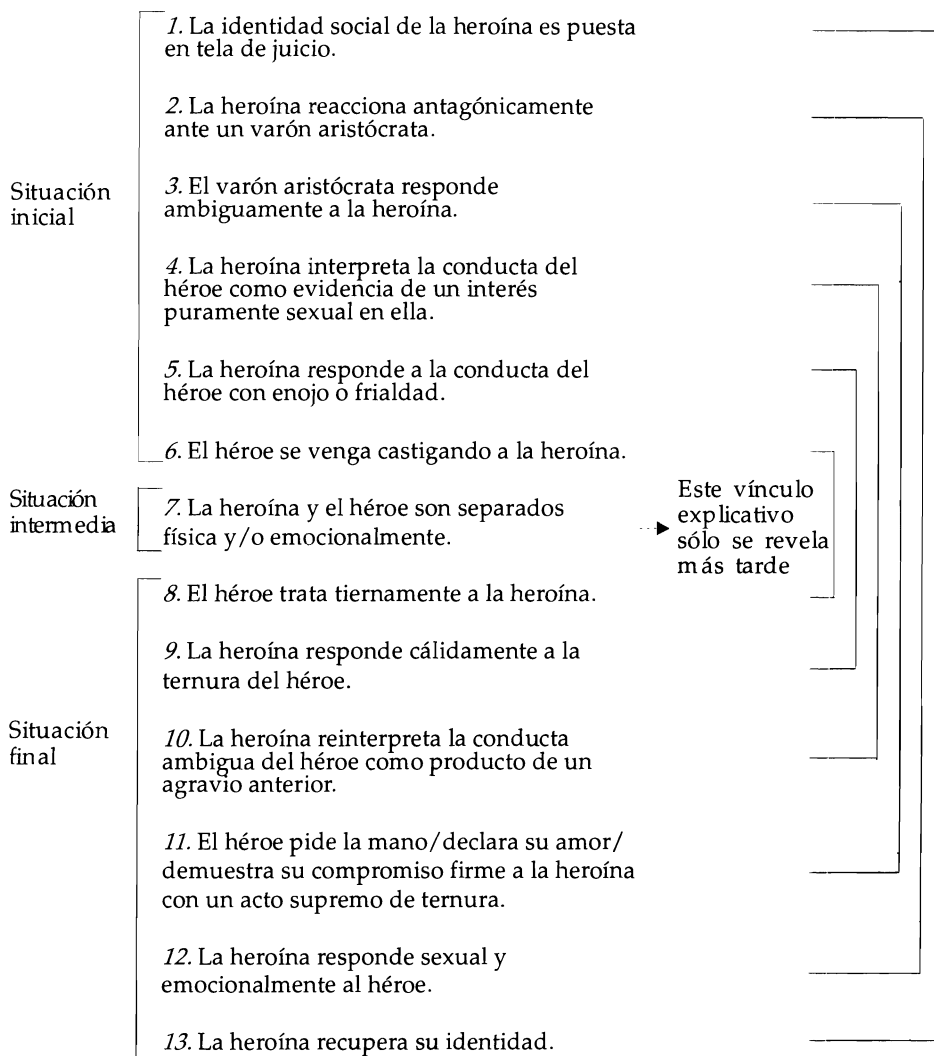 1. La identidad social de la heroína es puesta
en tela de juicio.
2. La heroína reacciona antagónicamente
ante un varón aristócrata.
Situación
inicial
3. El varón aristócrata responde
ambiguamente a la heroína.
4. La heroína interpreta la conducta del
héroe como evidencia de un interés
puramente sexual en ella.
5. La heroína responde a la conducta del
héroe con enojo o frialdad.
6. El héroe se venga castigando a la heroína.
Situación
intermedia
7. La heroína y el héroe son separados
física y/o emocionalmente.
Este vínculo
explicativo
sólo se revela
más tarde
8. El héroe trata tiernamente a la heroína.
9. La heroína responde cálidamente a la
ternura del héroe.
Situación
final
10. La heroína reinterpreta la conducta
ambigua del héroe como producto de un
agravio anterior.
11. El héroe pide la mano/declara su amor/
demuestra su compromiso firme a la heroína
con un acto supremo de ternura.
12. La heroína responde sexual y
emocionalmente al héroe.
13. La heroína recupera su identidad.